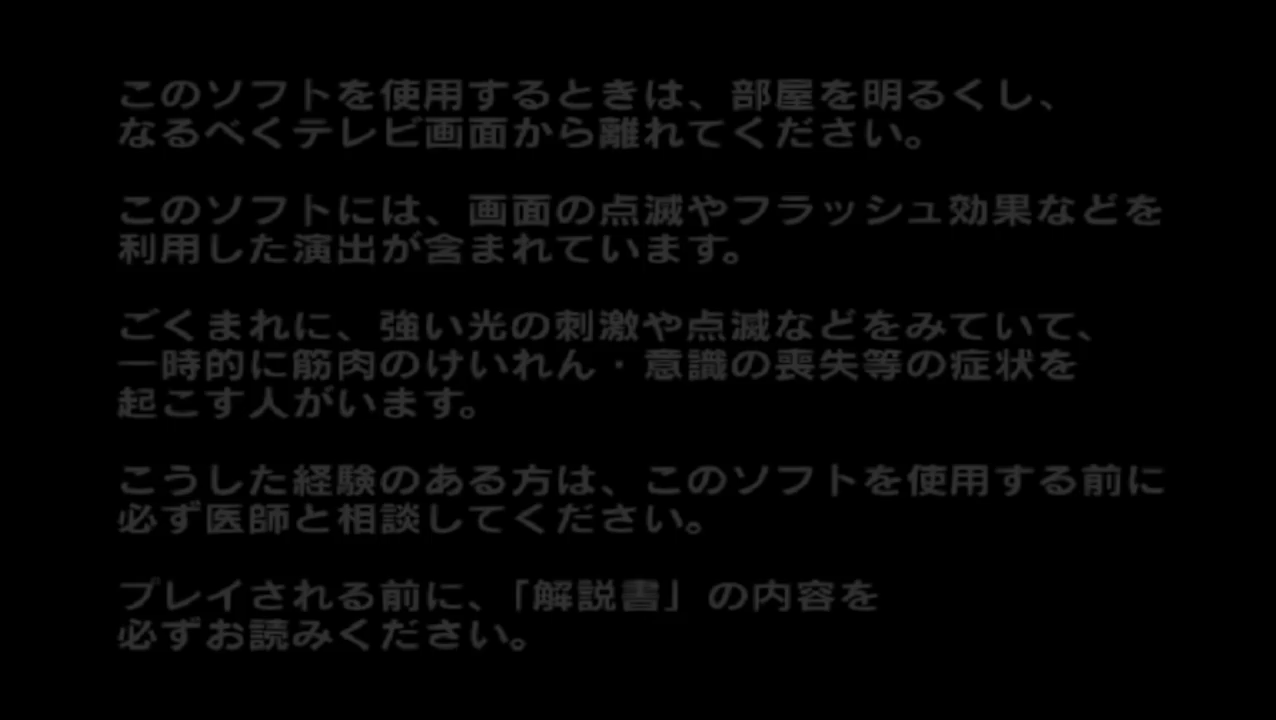 このソフトを使用するときは、部屋を明るくし、
なるべくテレビ画面から離れてください。
このソフトには、画面の点滅やフラッシュ効果などを
利用した演出が含まれています。
ごくまれに、強い光の刺激や点滅などをみていて、
一時的に筋肉のけいれん・意識の喪失等の症状を
起こす人がいます。
こうした経験のある方は、このソフトを使用する前に
必ず医師と相談してください。
プレイされる前に、「解説書」の内容を
必ずお読みください。